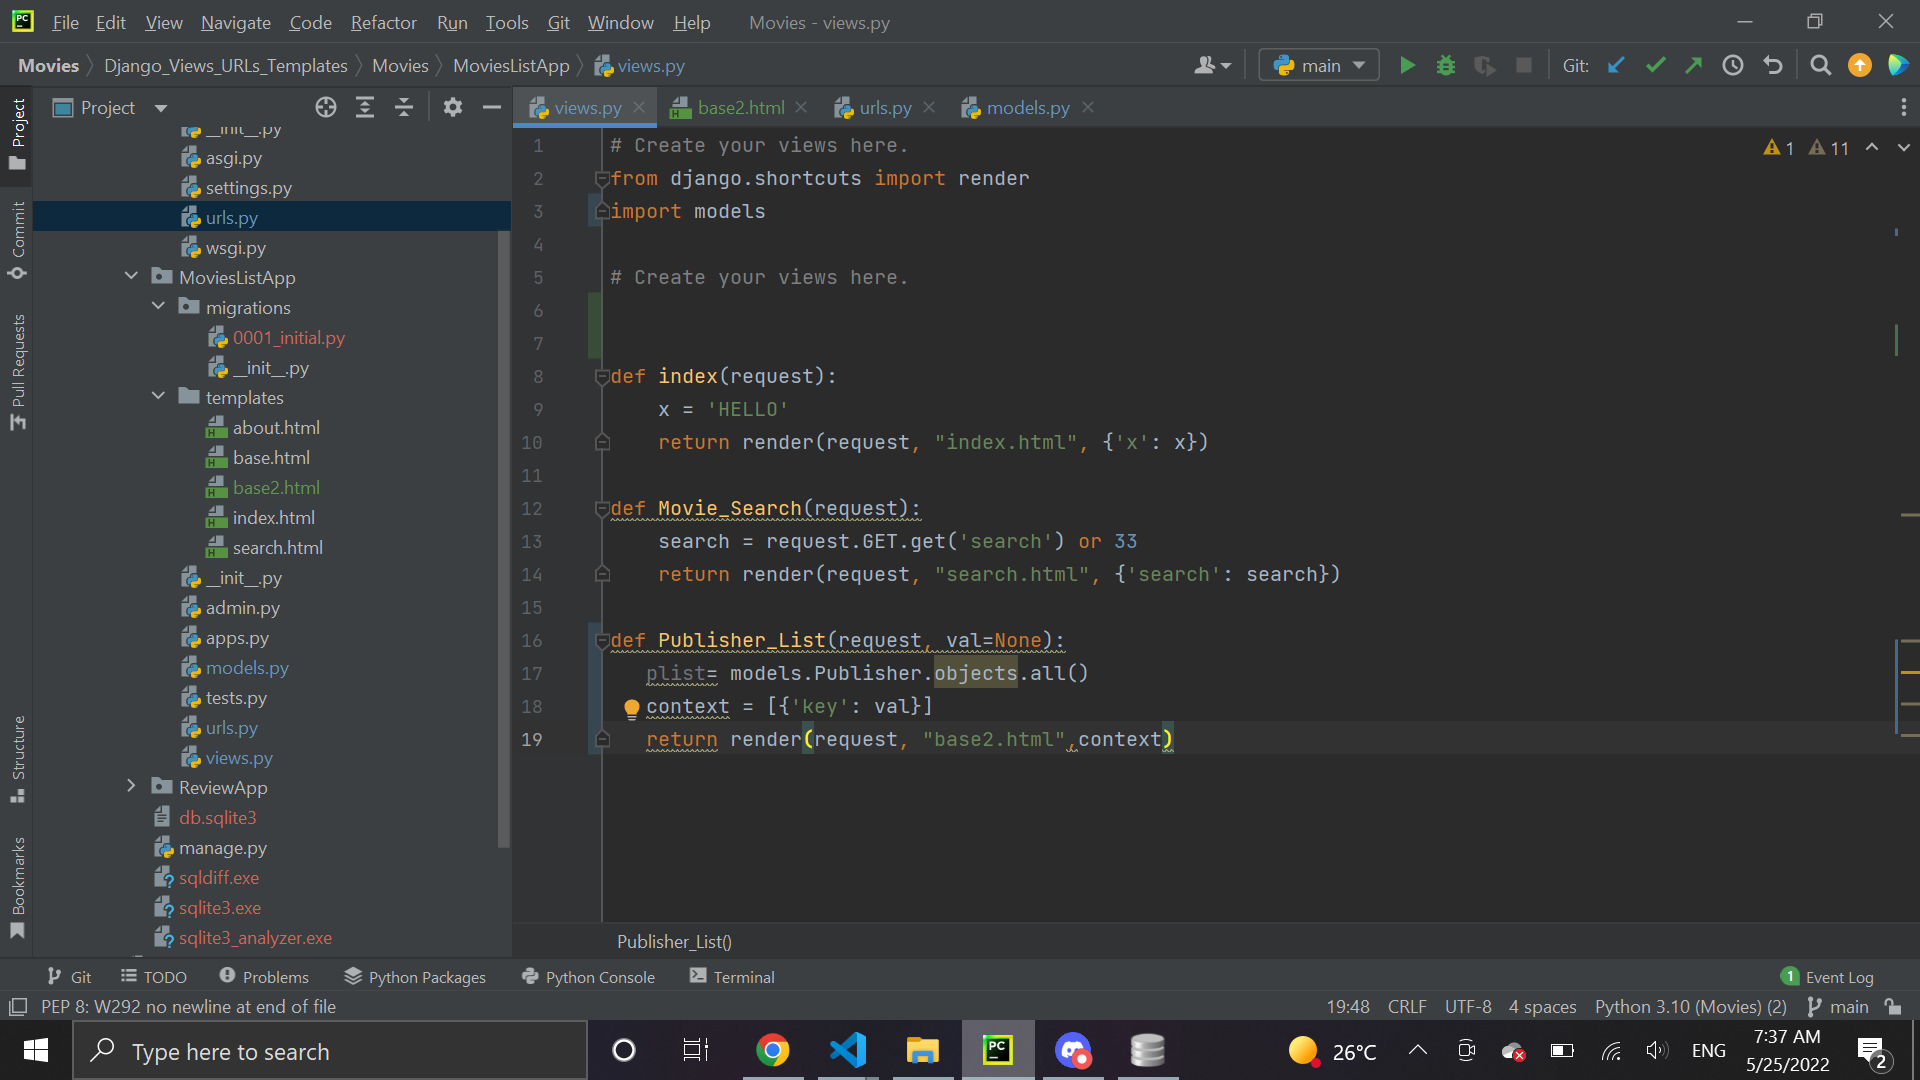 File Edit View Navigate Code Refactor Run Tools Git Window Help Movies - views.py
Movies Django_Views_URLs_Templates Movies MoviesListApp views.py main Git:
Project
views.py base2.html urls.py models.py
Project
Commit
Pull Requests
Structure
Bookmarks
__init__.py
asgi.py
settings.py
urls.py
wsgi.py
MoviesListApp
migrations
0001_initial.py
__init__.py
templates
about.html
base.html
base2.html
index.html
search.html
__init__.py
admin.py
apps.py
models.py
tests.py
urls.py
views.py
ReviewApp
db.sqlite3
manage.py
sqldiff.exe
sqlite3.exe
sqlite3_analyzer.exe
1 # Create your views here.
2 from django.shortcuts import render
3 import models
4
5 # Create your views here.
6
7
8 def index(request):
9 x = 'HELLO'
10 return render(request, "index.html", {'x': x})
11
12 def Movie_Search(request):
13 search = request.GET.get('search') or 33
14 return render(request, "search.html", {'search': search})
15
16 def Publisher_List(request, val=None):
17 plist= models.Publisher.objects.all()
18 context = [{'key': val}]
19 return render(request, "base2.html",context)
1 11
Publisher_List()
Git TODO Problems Python Packages Python Console Terminal 1 Event Log
PEP 8: W292 no newline at end of file 19:48 CRLF UTF-8 4 spaces Python 3.10 (Movies) (2) main
Type here to search 26°C ENG 7:37 AM
5/25/2022
2